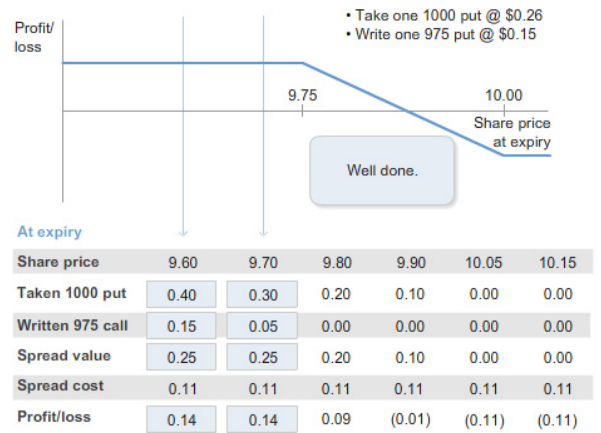 • Take one 1000 put @ $0.26
• Write one 975 put @ $0.15
Profit/
loss
9.75 10.00
Share price
at expiry
Well done.
At expiry
Share price 9.60 9.70 9.80 9.90 10.05 10.15
Taken 1000 put 0.40 0.30 0.20 0.10 0.00 0.00
Written 975 call 0.15 0.05 0.00 0.00 0.00 0.00
Spread value 0.25 0.25 0.20 0.10 0.00 0.00
Spread cost 0.11 0.11 0.11 0.11 0.11 0.11
Profit/loss 0.14 0.14 0.09 (0.01) (0.11) (0.11)